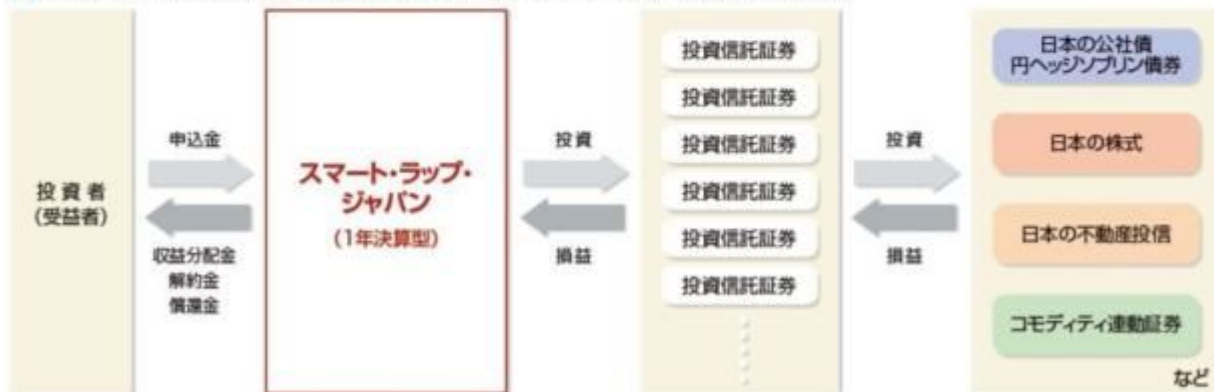 投資者
(受益者)
申込金
収益分配金
解約金
償還金
スマート・ラップ・
ジャパン
(1年決算型)
投資
損益
投資信託証券
投資信託証券
投資信託証券
投資信託証券
投資信託証券
投資信託証券
投資
損益
日本の公社債
円ヘッジソブリン債券
日本の株式
日本の不動産投信
コモディティ連動証券
など